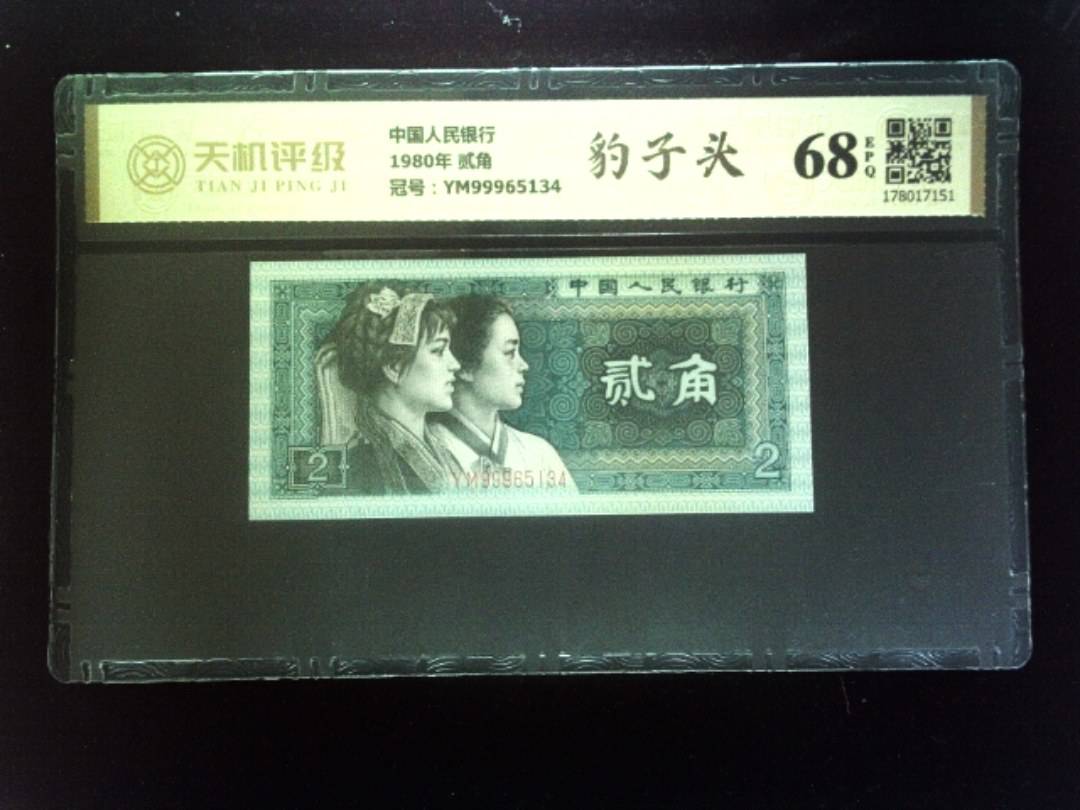 天机评级
TIAN JI PING JI
中国人民银行
1980年 贰角
冠号：YM99965134
豹子头
68
EPQ
178017151
中国人民银行
贰角
2
2
YM99965134